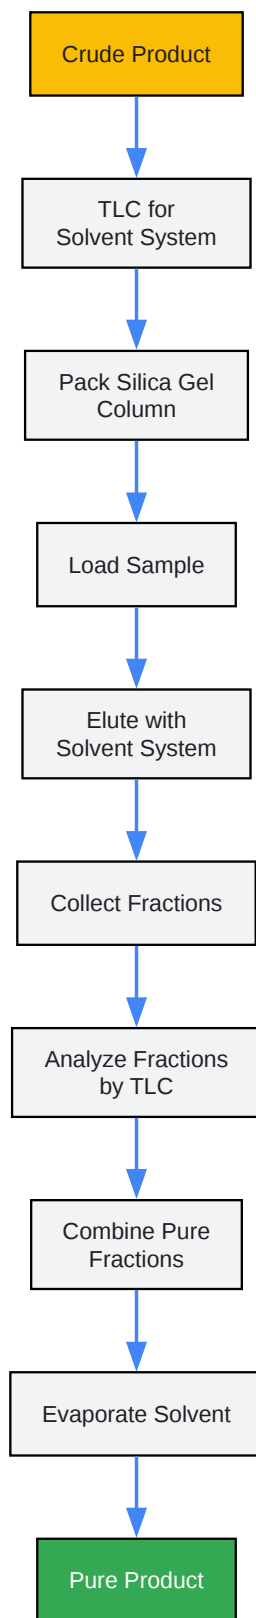 Crude Product
TLC for
Solvent System
Pack Silica Gel
Column
Load Sample
Elute with
Solvent System
Collect Fractions
Analyze Fractions
by TLC
Combine Pure
Fractions
Evaporate Solvent
Pure Product